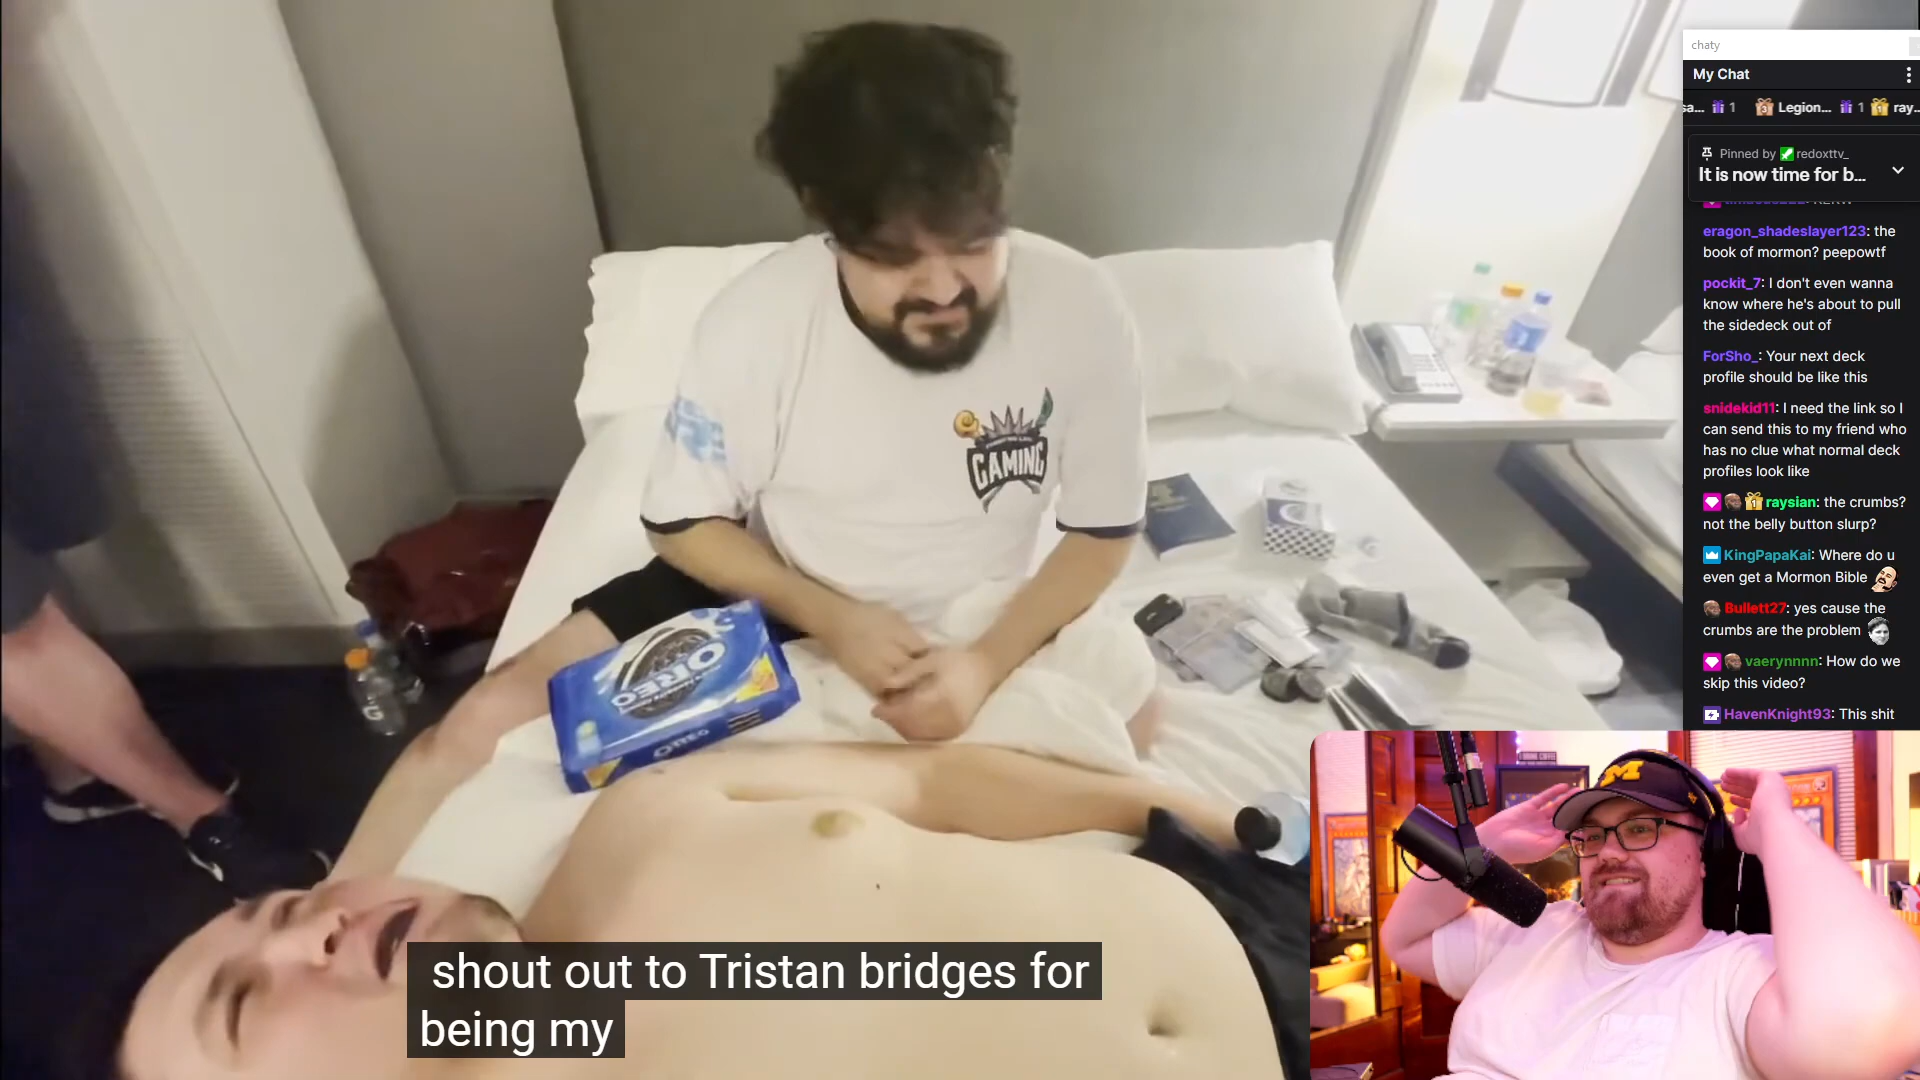 chaty
My Chat
sa... 1 Legion... 1 ray...
Pinned by redoxttv_
It is now time for b...
eragon_shadeslayer123: the
book of mormon? peepowtf
pockit_7: I don't even wanna
know where he's about to pull
the sidedeck out of
ForSho_: Your next deck
profile should be like this
snidekid11: I need the link so I
can send this to my friend who
has no clue what normal deck
profiles look like
raysian: the crumbs?
not the belly button slurp?
KingPapaKai: Where do u
even get a Mormon Bible
Bullett27: yes cause the
crumbs are the problem
vaerynnnn: How do we
skip this video?
HavenKnight93: This shit
GAMING
OREO
OREO
M
shout out to Tristan bridges for
being my